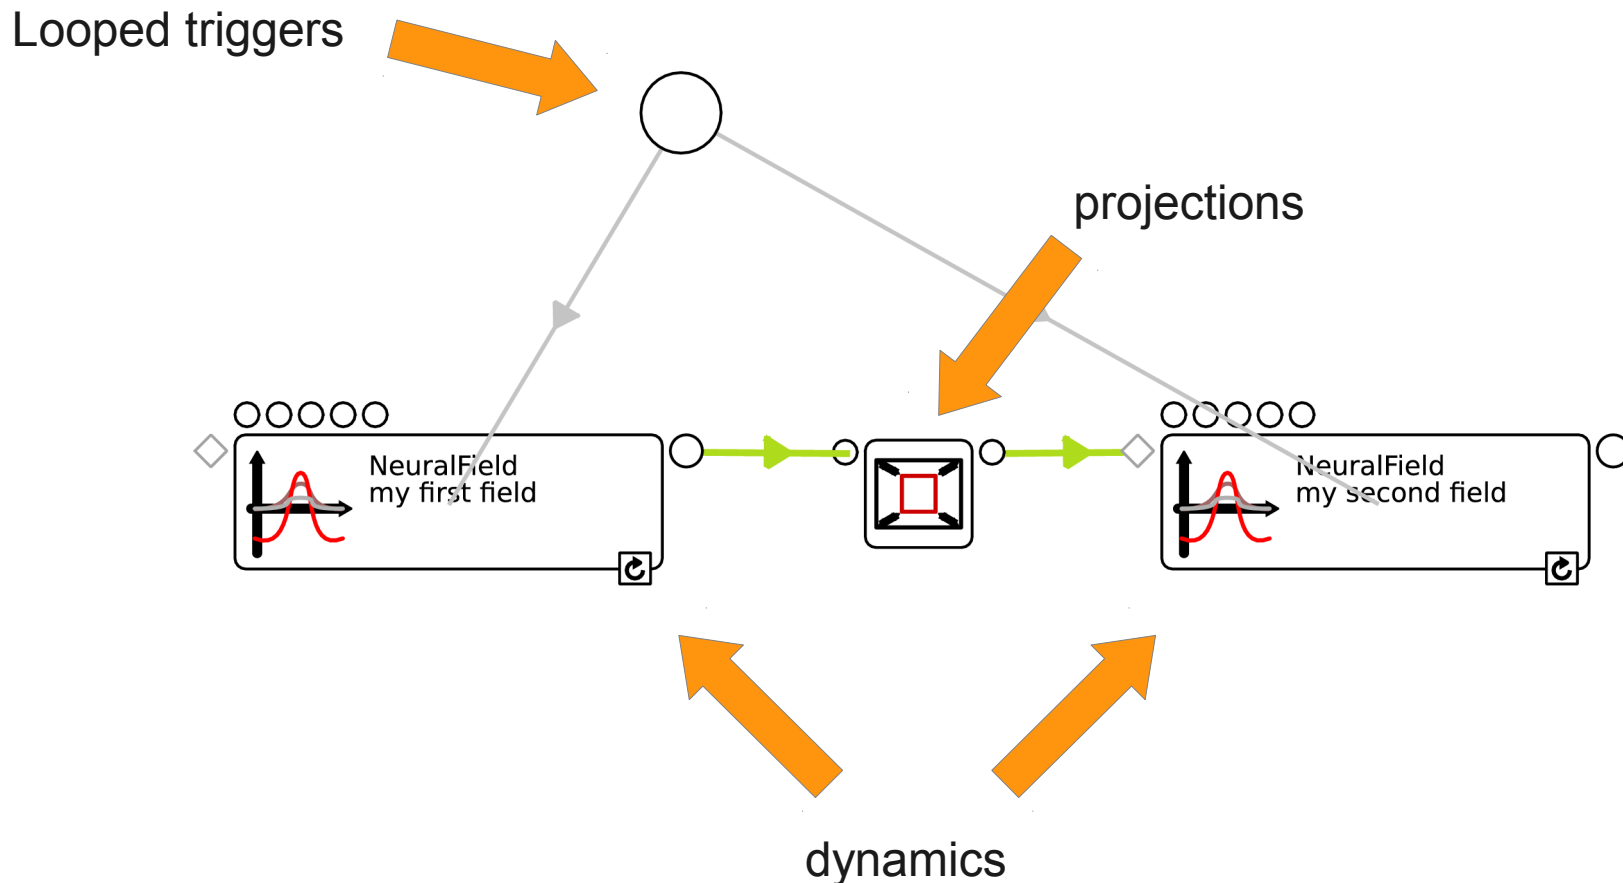 Looped triggers
projections
NeuralField
my first field
NeuralField
my second field
dynamics